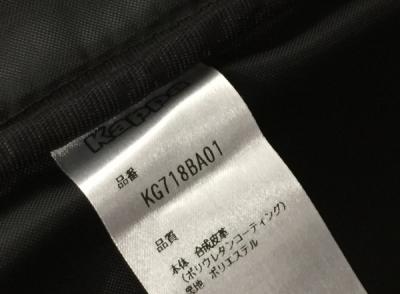 Kappa
品番
KG718BA01
品質
本体 合成皮革
(ポリウレタンコーティング)
裏地 ポリエステル